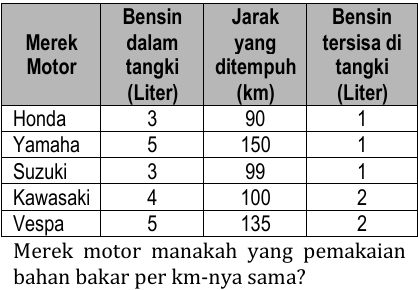 Merek Motor | Bensin dalam tangki (Liter) | Jarak yang ditempuh (km) | Bensin tersisa di tangki (Liter)
Honda | 3 | 90 | 1
Yamaha | 5 | 150 | 1
Suzuki | 3 | 99 | 1
Kawasaki | 4 | 100 | 2
Vespa | 5 | 135 | 2
Merek motor manakah yang pemakaian
bahan bakar per km-nya sama?